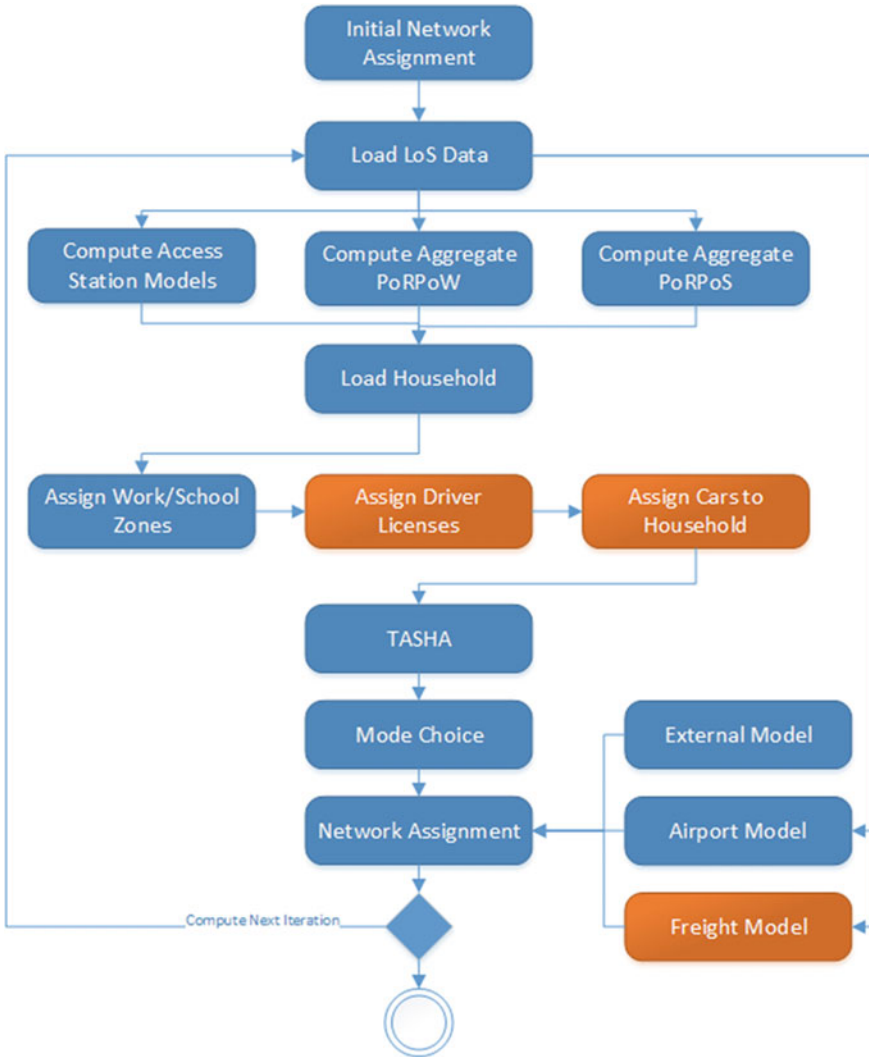 Initial Network
Assignment
Load LoS Data
Compute Access
Station Models
Compute Aggregate
PoRPoW
Compute Aggregate
PoRPoS
Load Household
Assign Work/School
Zones
Assign Driver
Licenses
Assign Cars to
Household
TASHA
Mode Choice
External Model
Network Assignment
Airport Model
Compute Next Iteration
Freight Model